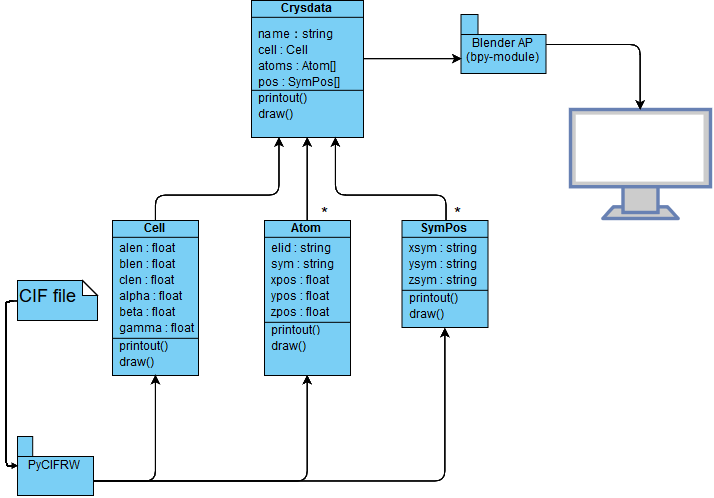 Crysdata
name : string
cell : Cell
atoms : Atom[]
pos : SymPos[]
printout()
draw()
Blender AP
(bpy-module)
*
*
Cell
alen : float
blen : float
clen : float
alpha : float
beta : float
gamma : float
printout()
draw()
Atom
elid : string
sym : string
xpos : float
ypos : float
zpos : float
printout()
draw()
SymPos
xsym : string
ysym : string
zsym : string
printout()
draw()
CIF file
PyCIFRW